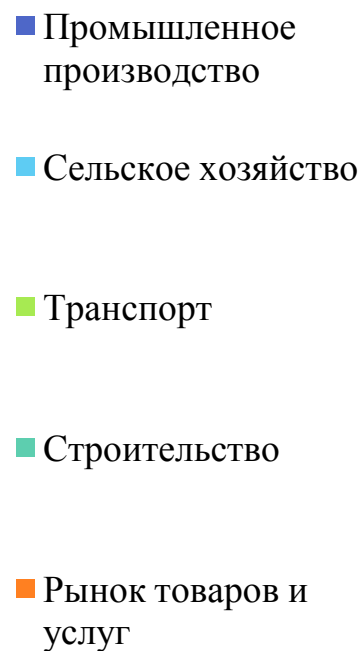 Промышленное
производство
Сельское хозяйство
Транспорт
Строительство
Рынок товаров и
услуг